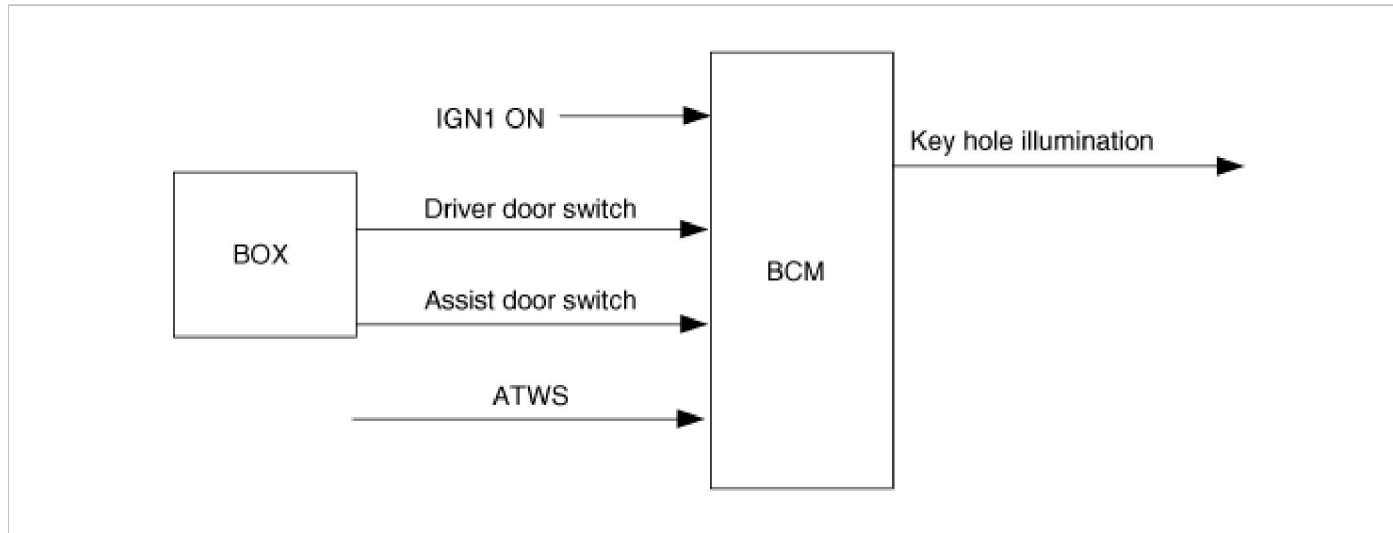 IGN1 ON
Key hole illumination
Driver door switch
BOX
BCM
Assist door switch
ATWS